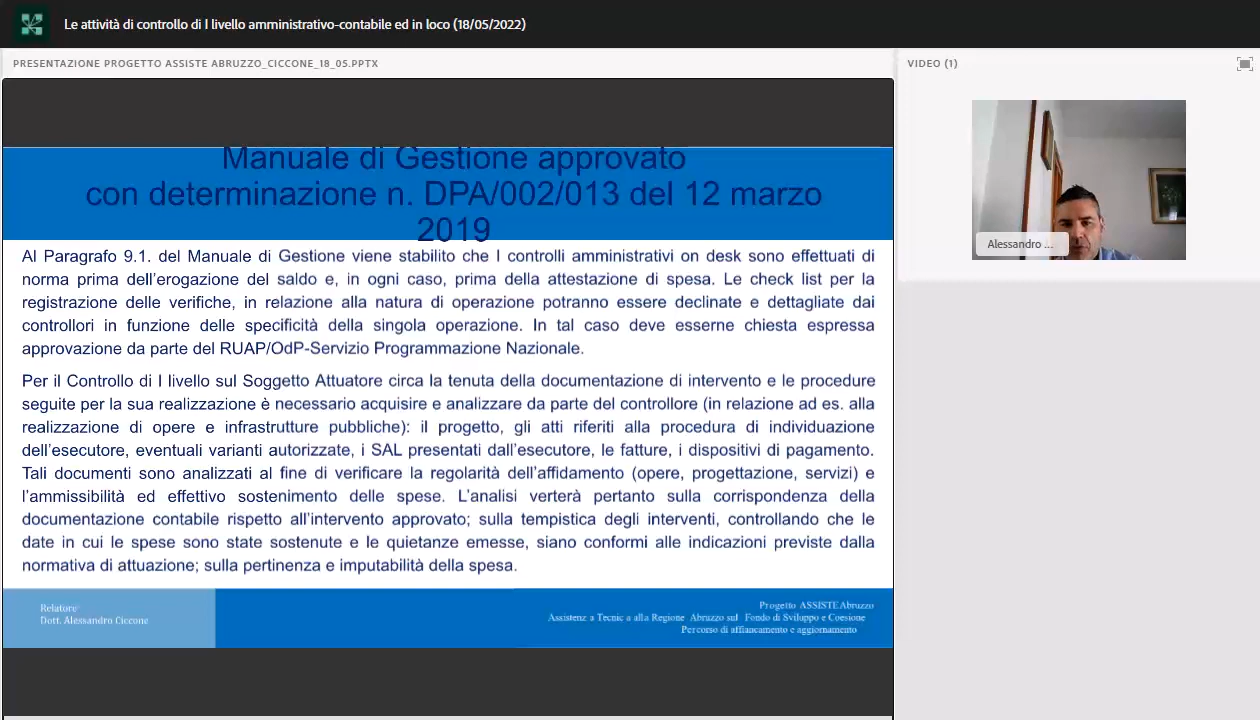 Le attività di controllo di I livello amministrativo-contabile ed in loco (18/05/2022)
PRESENTAZIONE PROGETTO ASSISTE ABRUZZO_CICCONE_18_05.PPTX
VIDEO (1)
Manuale di Gestione approvato
con determinazione n. DPA/002/013 del 12 marzo
2019
Al Paragrafo 9.1. del Manuale di Gestione viene stabilito che I controlli amministrativi on desk sono effettuati di
norma prima dell’erogazione del saldo e, in ogni caso, prima della attestazione di spesa. Le check list per la
registrazione delle verifiche, in relazione alla natura di operazione potranno essere declinate e dettagliate dai
controllori in funzione delle specificità della singola operazione. In tal caso deve esserne chiesta espressa
approvazione da parte del RUAP/OdP-Servizio Programmazione Nazionale.
Per il Controllo di I livello sul Soggetto Attuatore circa la tenuta della documentazione di intervento e le procedure
seguite per la sua realizzazione è necessario acquisire e analizzare da parte del controllore (in relazione ad es. alla
realizzazione di opere e infrastrutture pubbliche): il progetto, gli atti riferiti alla procedura di individuazione
dell’esecutore, eventuali varianti autorizzate, i SAL presentati dall’esecutore, le fatture, i dispositivi di pagamento.
Tali documenti sono analizzati al fine di verificare la regolarità dell’affidamento (opere, progettazione, servizi) e
l’ammissibilità ed effettivo sostenimento delle spese. L’analisi verterà pertanto sulla corrispondenza della
documentazione contabile rispetto all’intervento approvato; sulla tempistica degli interventi, controllando che le
date in cui le spese sono state sostenute e le quietanze emesse, siano conformi alle indicazioni previste dalla
normativa di attuazione; sulla pertinenza e imputabilità della spesa.
Relatore
Dott. Alessandro Ciccone
Progetto ASSISTE Abruzzo
Assistenz a Tecnic a alla Regione Abruzzo sul Fondo di Sviluppo e Coesione
Percorso di affiancamento e aggiornamento
Alessandro ...